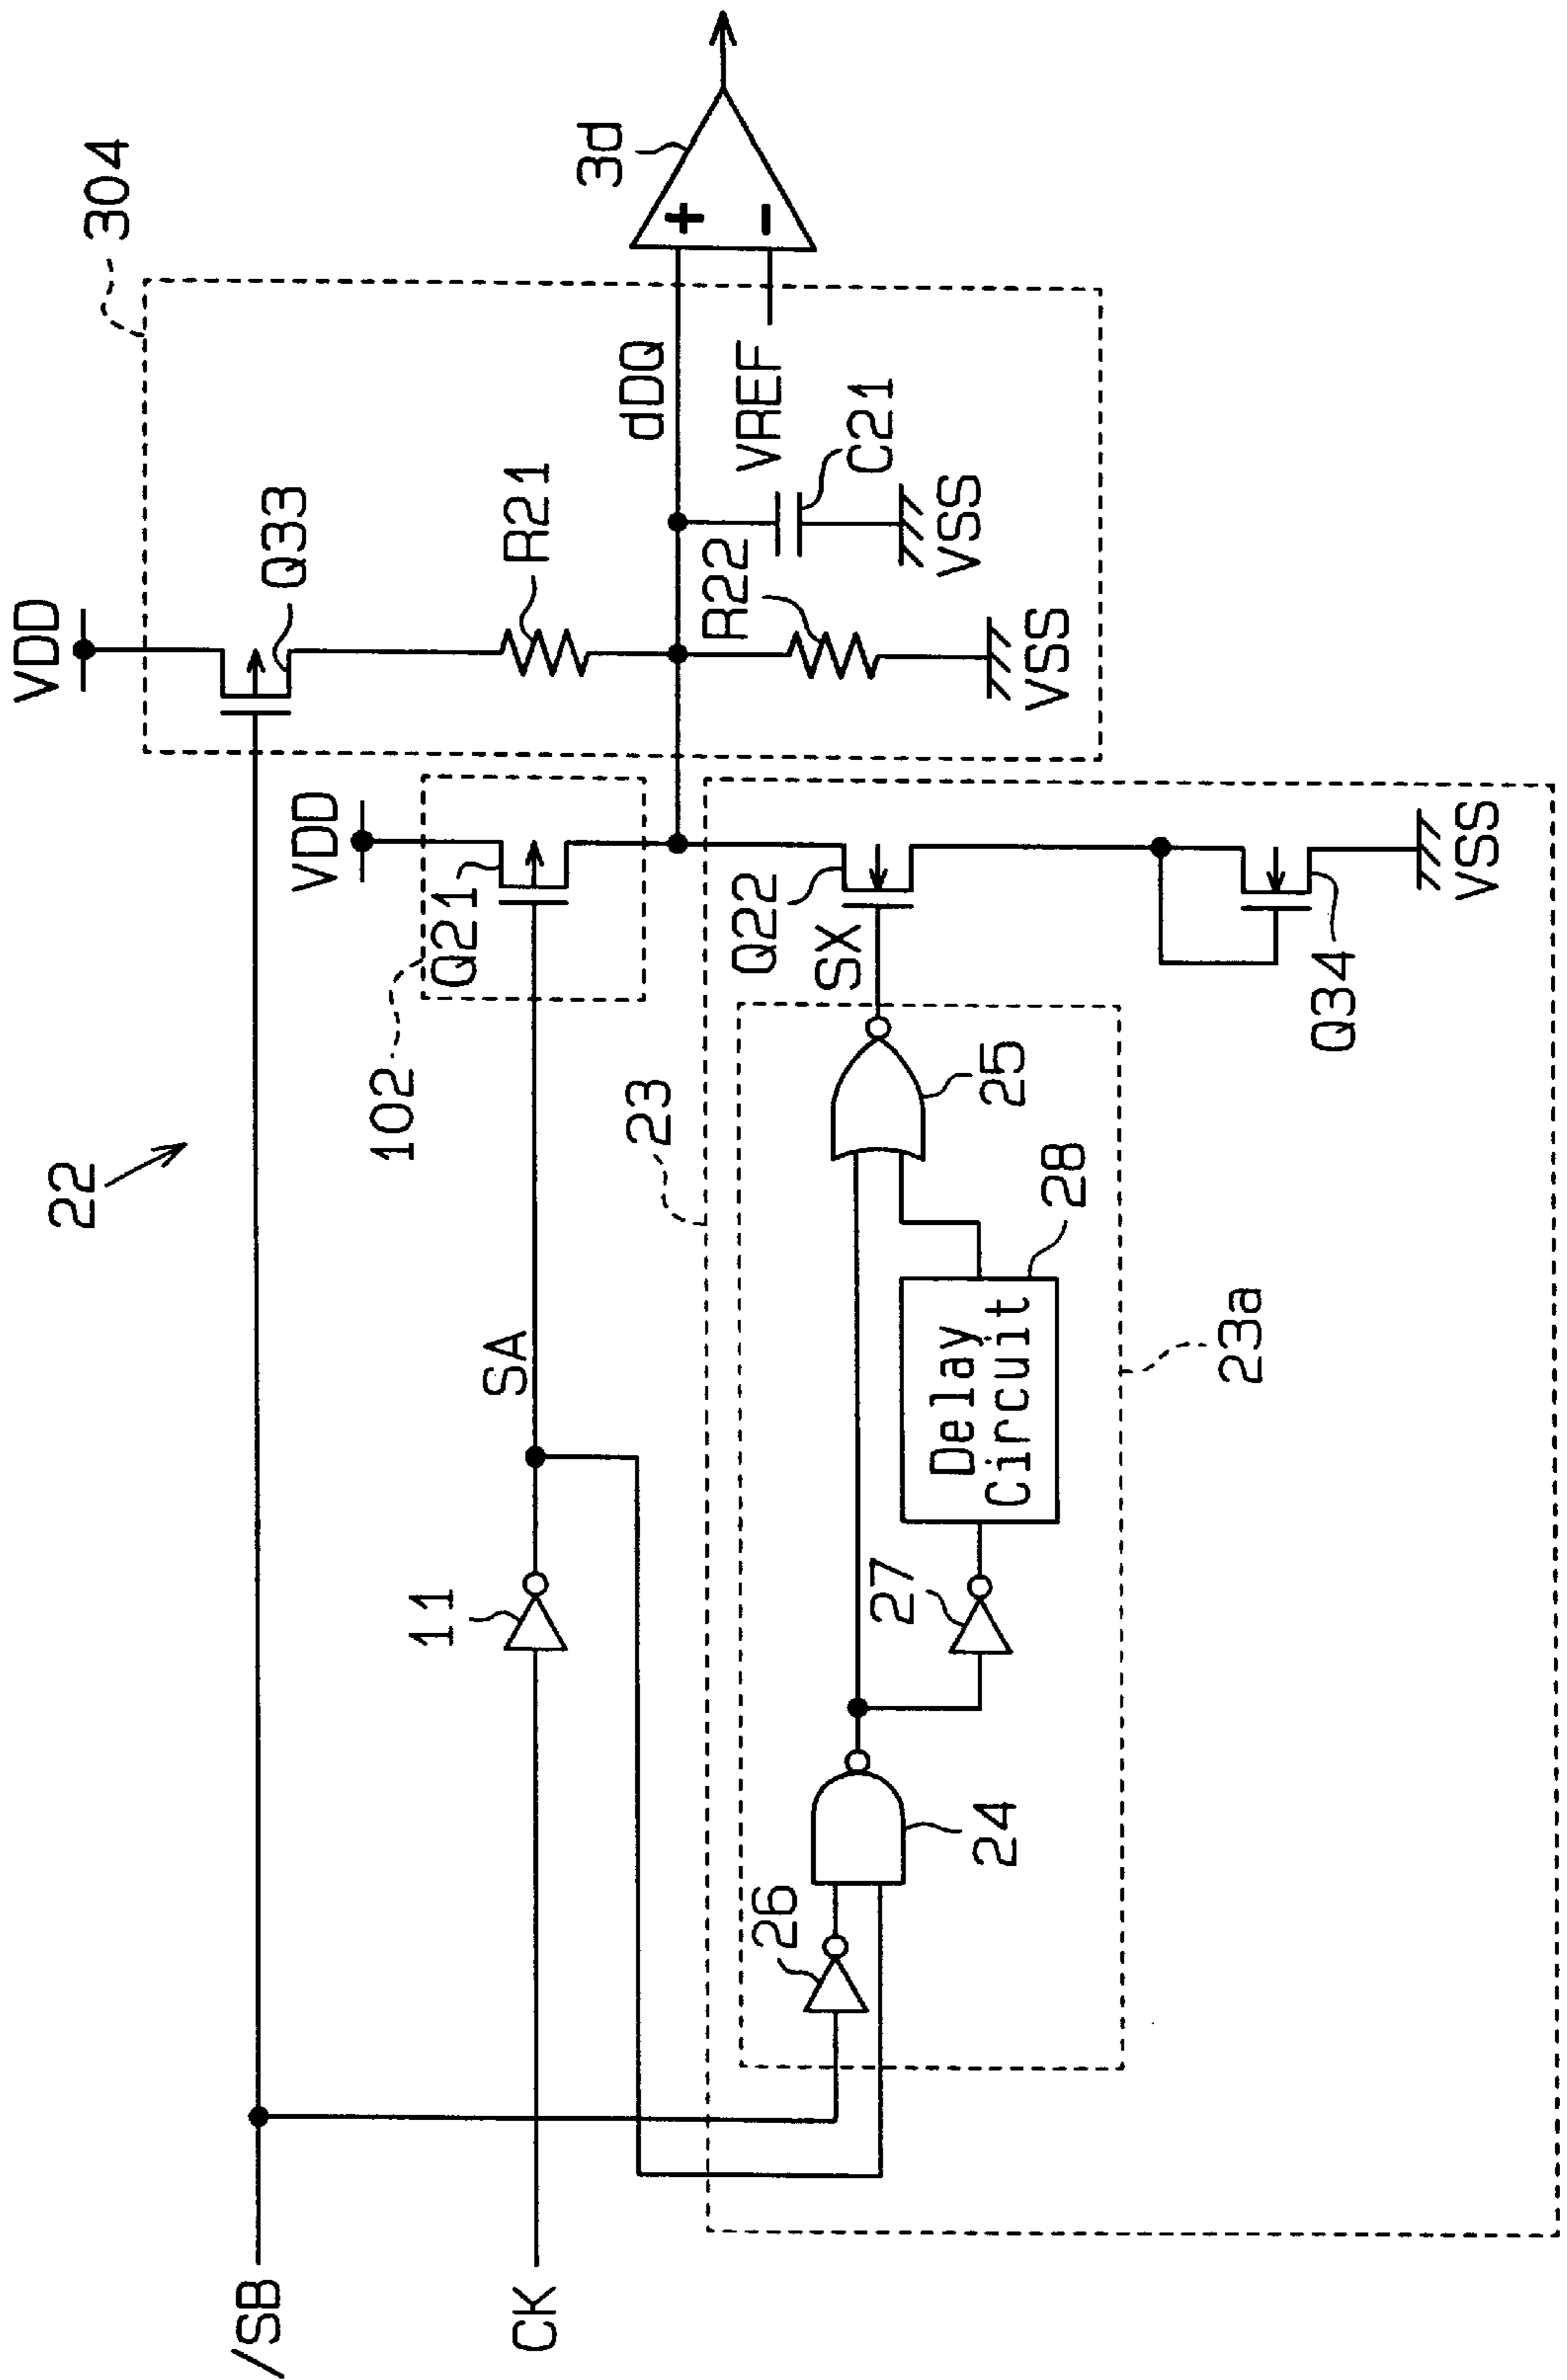 22
304
VDD
Q33
R21
dDQ
3d
+
-
VREF
C21
VSS
R22
VSS
VDD
Q21
102
/SB
CK
11
SA
23
Q22
SX
25
28
Delay
Circuit
27
26
24
23a
Q34
VSS